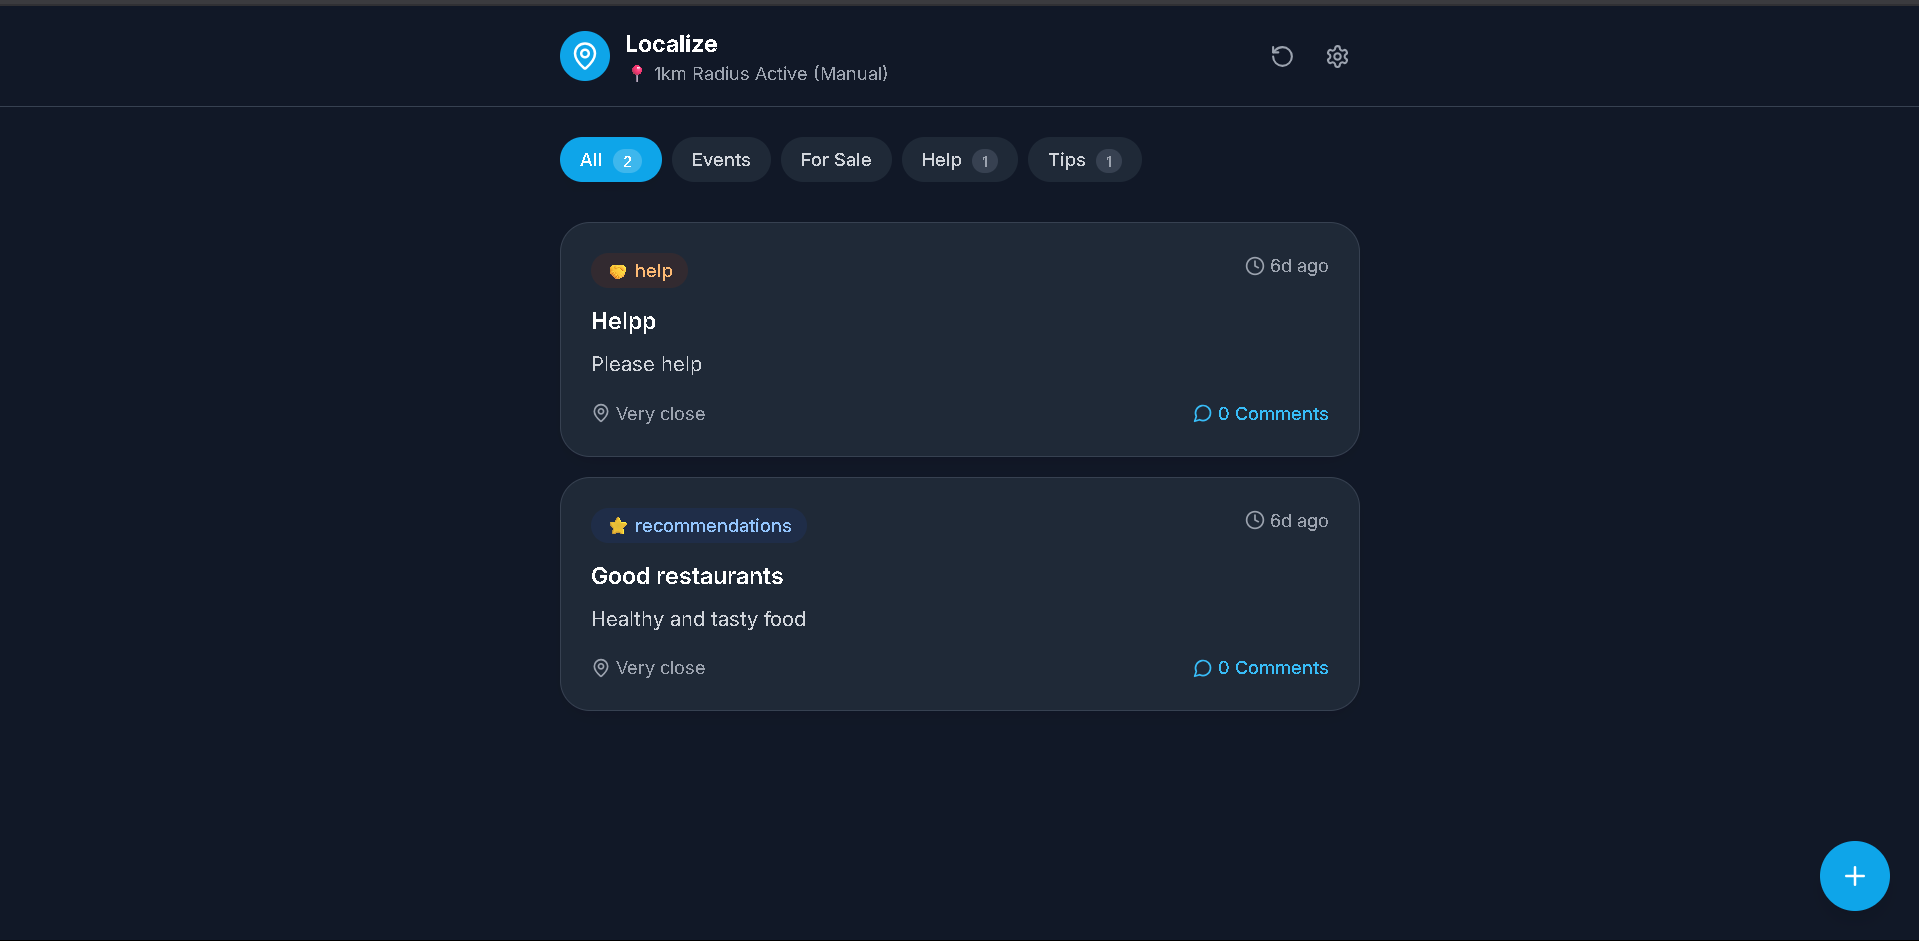 Localize
📍 1km Radius Active (Manual)
All 2 Events For Sale Help 1 Tips 1
🤝 help
6d ago
Helpp
Please help
Very close
0 Comments
⭐ recommendations
6d ago
Good restaurants
Healthy and tasty food
Very close
0 Comments